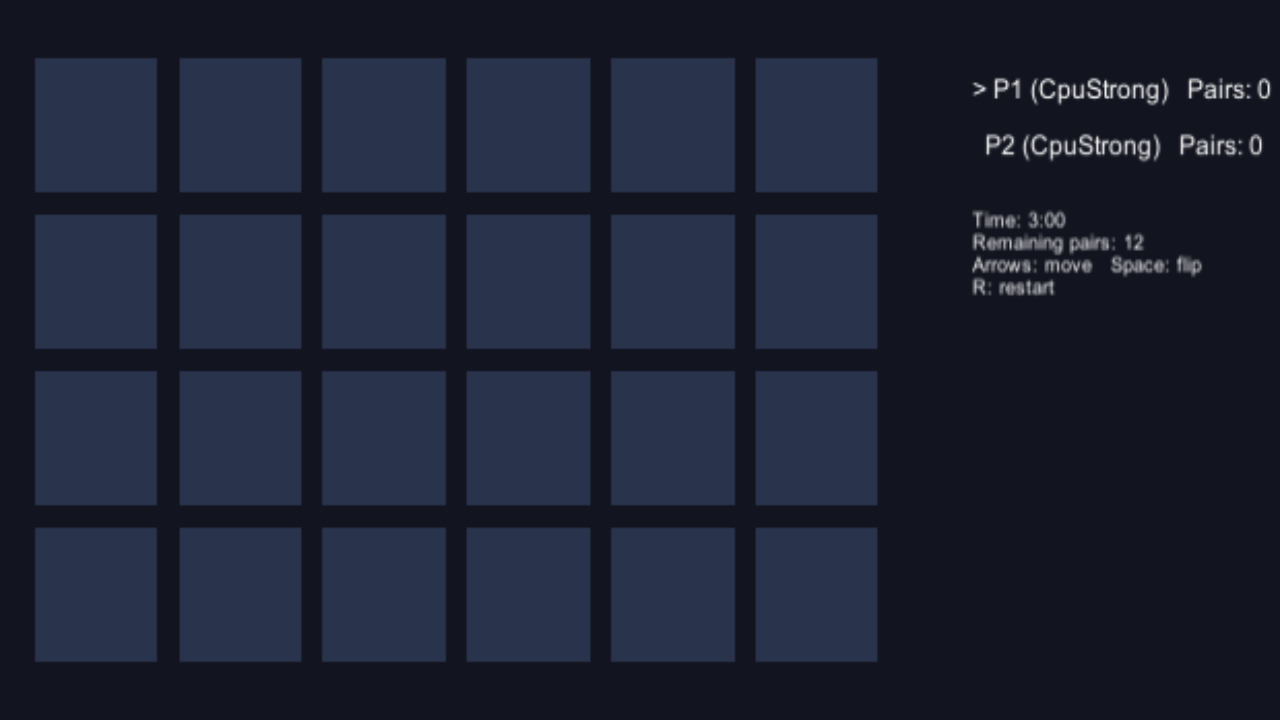 > P1 (CpuStrong) Pairs: 0
P2 (CpuStrong) Pairs: 0
Time: 3:00
Remaining pairs: 12
Arrows: move Space: flip
R: restart